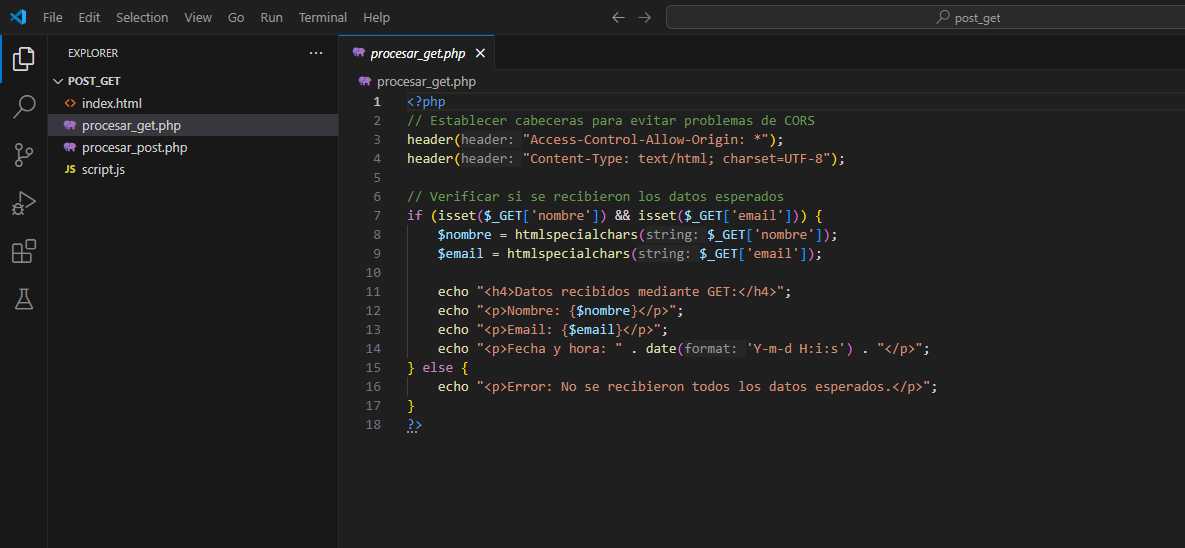 File Edit Selection View Go Run Terminal Help
post_get
EXPLORER
POST_GET
index.html
procesar_get.php
procesar_post.php
JS script.js
procesar_get.php
procesar_get.php
1 <?php
2 // Establecer cabeceras para evitar problemas de CORS
3 header(header: "Access-Control-Allow-Origin: *");
4 header(header: "Content-Type: text/html; charset=UTF-8");
5
6 // Verificar si se recibieron los datos esperados
7 if (isset($_GET['nombre']) && isset($_GET['email'])) {
8 $nombre = htmlspecialchars(string: $_GET['nombre']);
9 $email = htmlspecialchars(string: $_GET['email']);
10
11 echo "<h4>Datos recibidos mediante GET:</h4>";
12 echo "<p>Nombre: {$nombre}</p>";
13 echo "<p>Email: {$email}</p>";
14 echo "<p>Fecha y hora: " . date(format: 'Y-m-d H:i:s') . "</p>";
15 } else {
16 echo "<p>Error: No se recibieron todos los datos esperados.</p>";
17 }
18 ?>